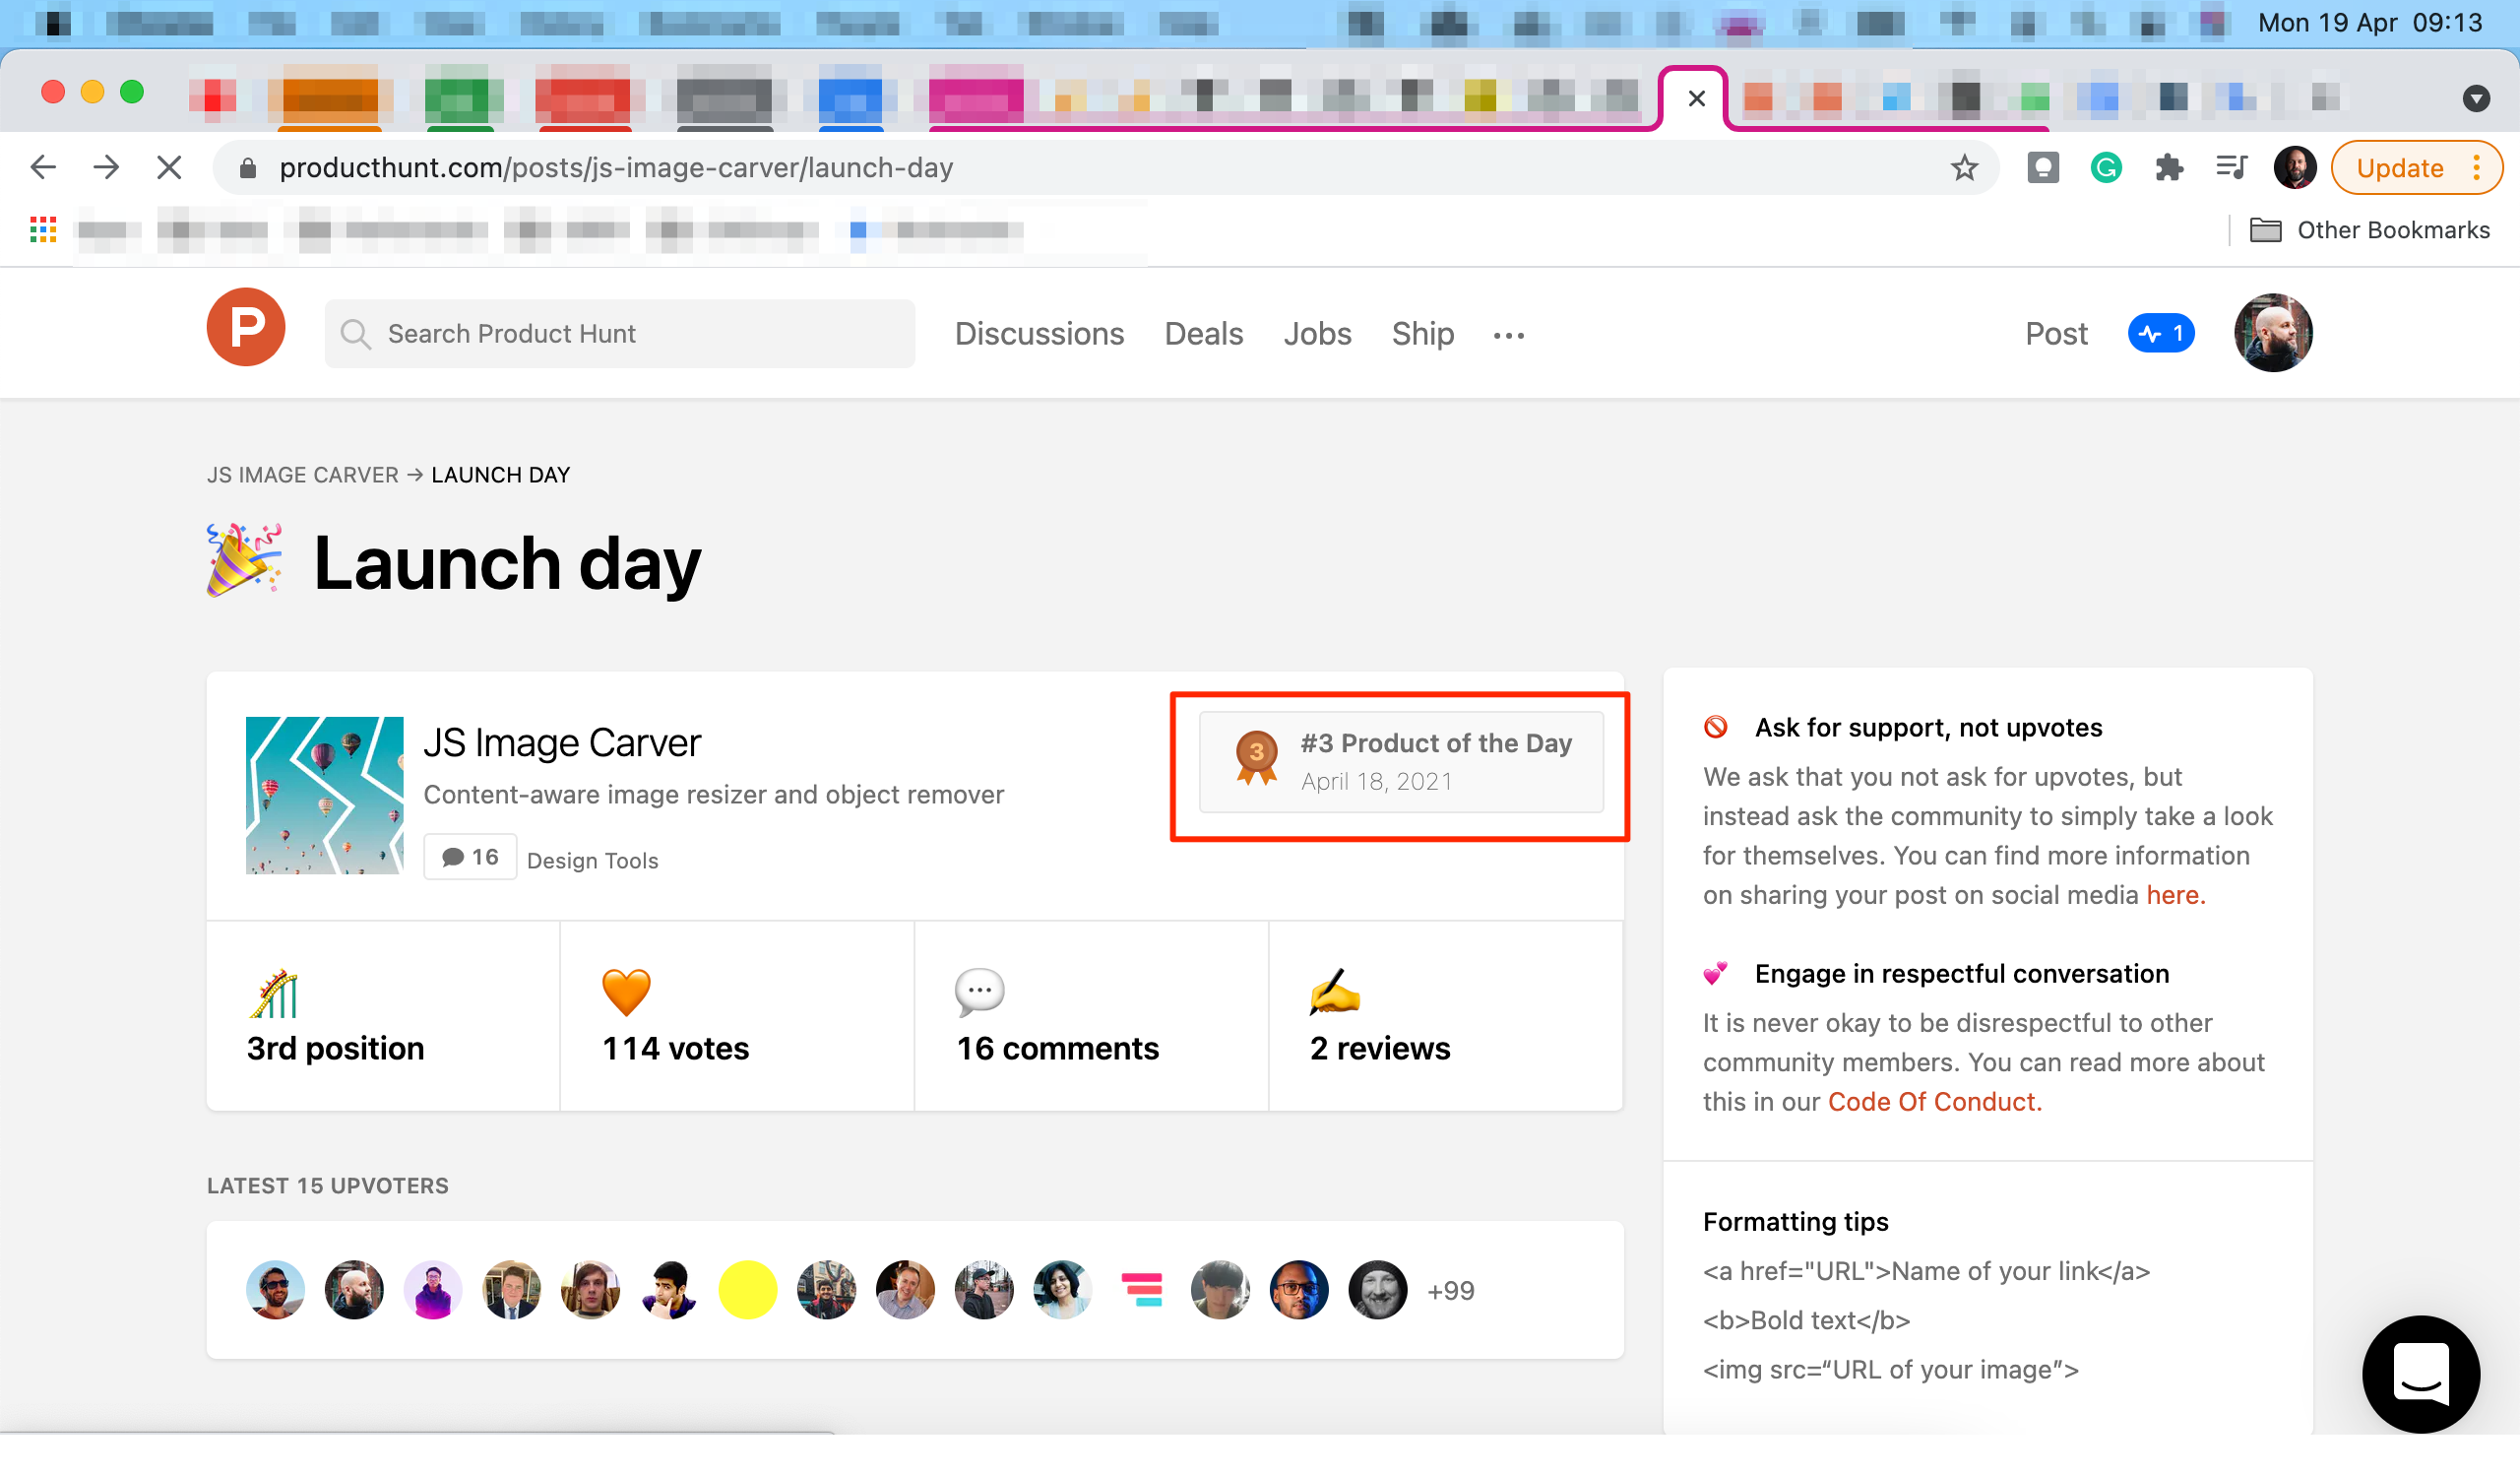 Mon 19 Apr 09:13
producthunt.com/posts/js-image-carver/launch-day
Update
Other Bookmarks
P
Search Product Hunt
Discussions
Deals
Jobs
Ship
Post
1
JS IMAGE CARVER → LAUNCH DAY
Launch day
JS Image Carver
Content-aware image resizer and object remover
16
Design Tools
3
#3 Product of the Day
April 18, 2021
3rd position
114 votes
16 comments
2 reviews
LATEST 15 UPVOTERS
+99
Ask for support, not upvotes
We ask that you not ask for upvotes, but
instead ask the community to simply take a look
for themselves. You can find more information
on sharing your post on social media here.
Engage in respectful conversation
It is never okay to be disrespectful to other
community members. You can read more about
this in our Code Of Conduct.
Formatting tips
<a href="URL">Name of your link</a>
<b>Bold text</b>
<img src=“URL of your image”>